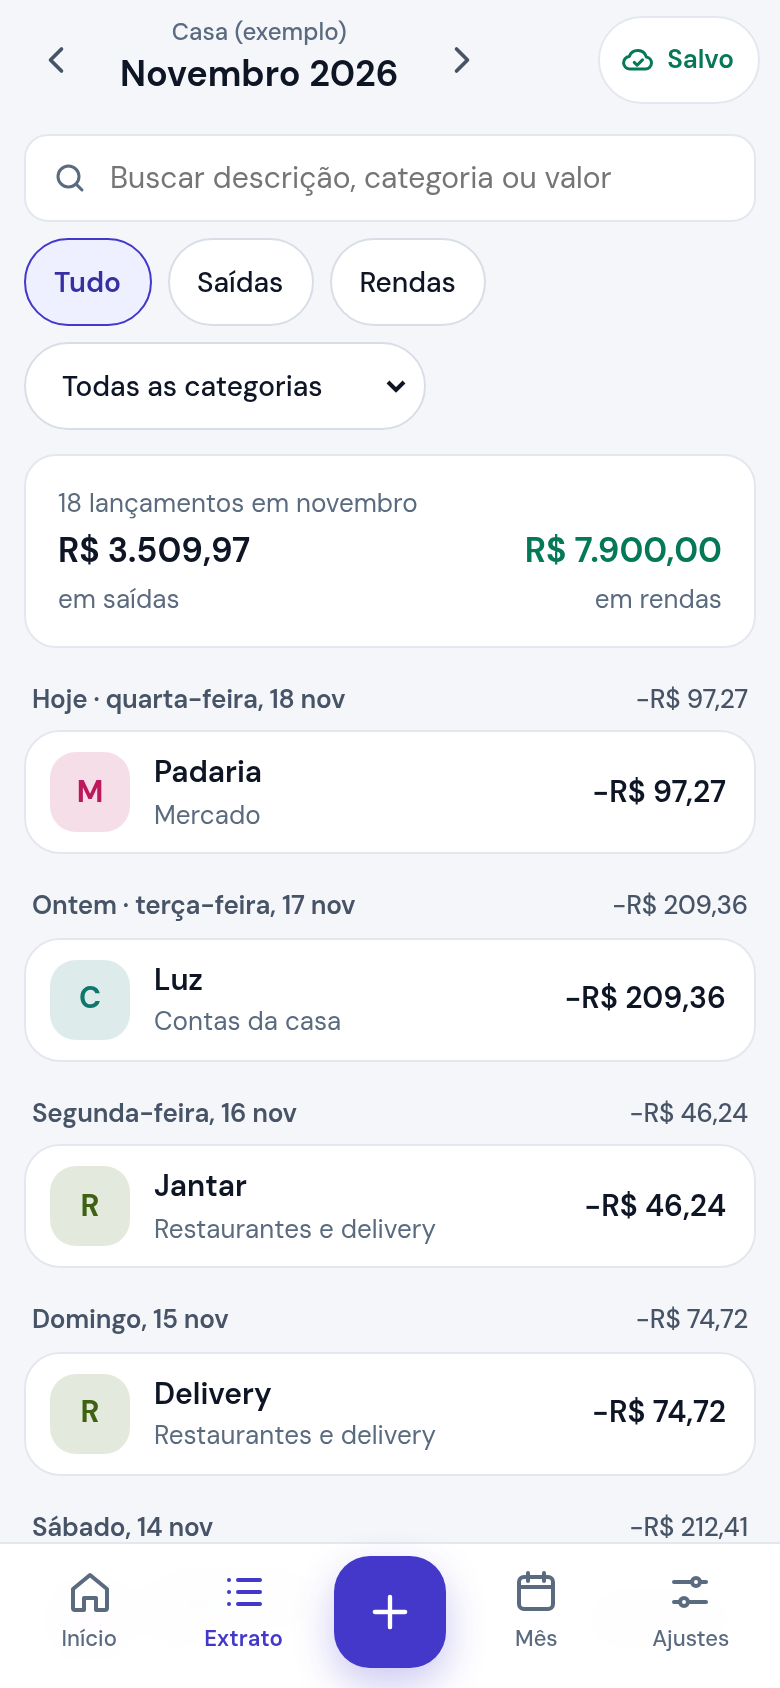 Casa (exemplo)
Novembro 2026
Salvo
Buscar descrição, categoria ou valor
Tudo
Saídas
Rendas
Todas as categorias
18 lançamentos em novembro
R$ 3.509,97
R$ 7.900,00
em saídas
em rendas
Hoje · quarta-feira, 18 nov
-R$ 97,27
M
Padaria
Mercado
-R$ 97,27
Ontem · terça-feira, 17 nov
-R$ 209,36
C
Luz
Contas da casa
-R$ 209,36
Segunda-feira, 16 nov
-R$ 46,24
R
Jantar
Restaurantes e delivery
-R$ 46,24
Domingo, 15 nov
-R$ 74,72
R
Delivery
Restaurantes e delivery
-R$ 74,72
Sábado, 14 nov
-R$ 212,41
Início
Extrato
Mês
Ajustes